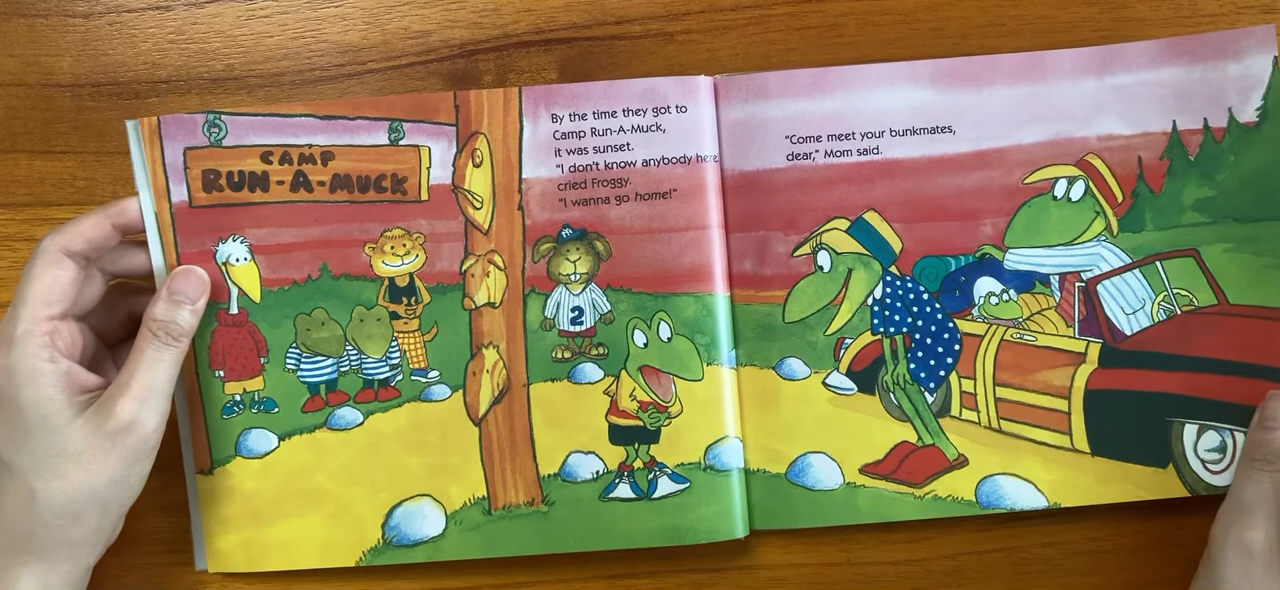 CAMP
RUN-A-MUCK
By the time they got to
Camp Run-A-Muck,
it was sunset.
"I don't know anybody here
cried Froggy.
"I wanna go home!"
2
"Come meet your bunkmates,
dear," Mom said.